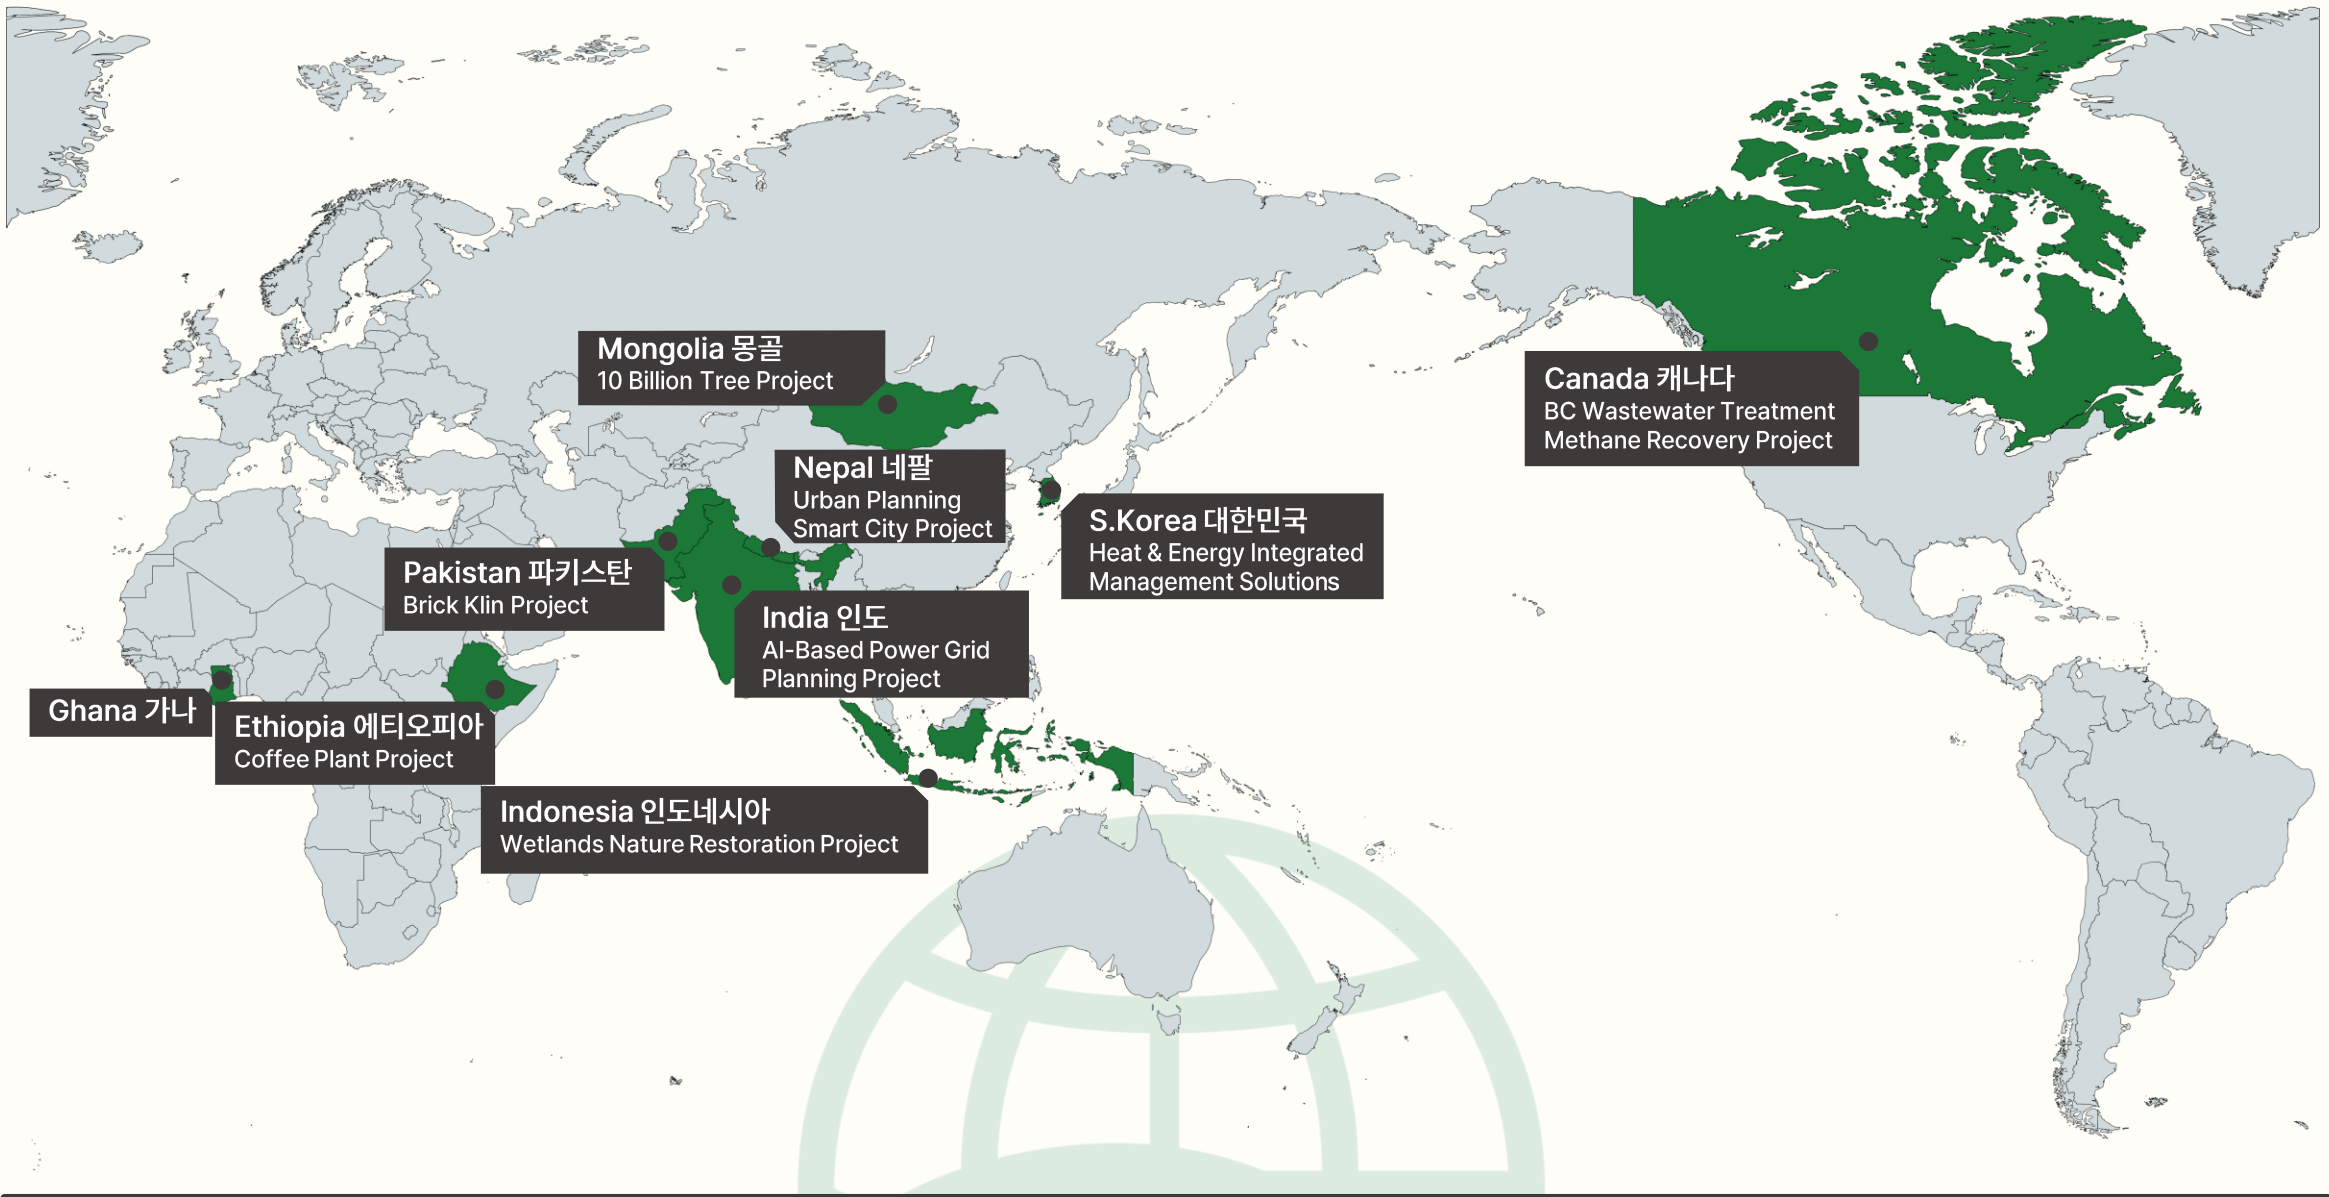 Mongolia 몽골
10 Billion Tree Project
Canada 캐나다
BC Wastewater Treatment
Methane Recovery Project
Nepal 네팔
Urban Planning
Smart City Project
S.Korea 대한민국
Heat & Energy Integrated
Management Solutions
Pakistan 파키스탄
Brick Klin Project
India 인도
AI-Based Power Grid
Planning Project
Ghana 가나
Ethiopia 에티오피아
Coffee Plant Project
Indonesia 인도네시아
Wetlands Nature Restoration Project